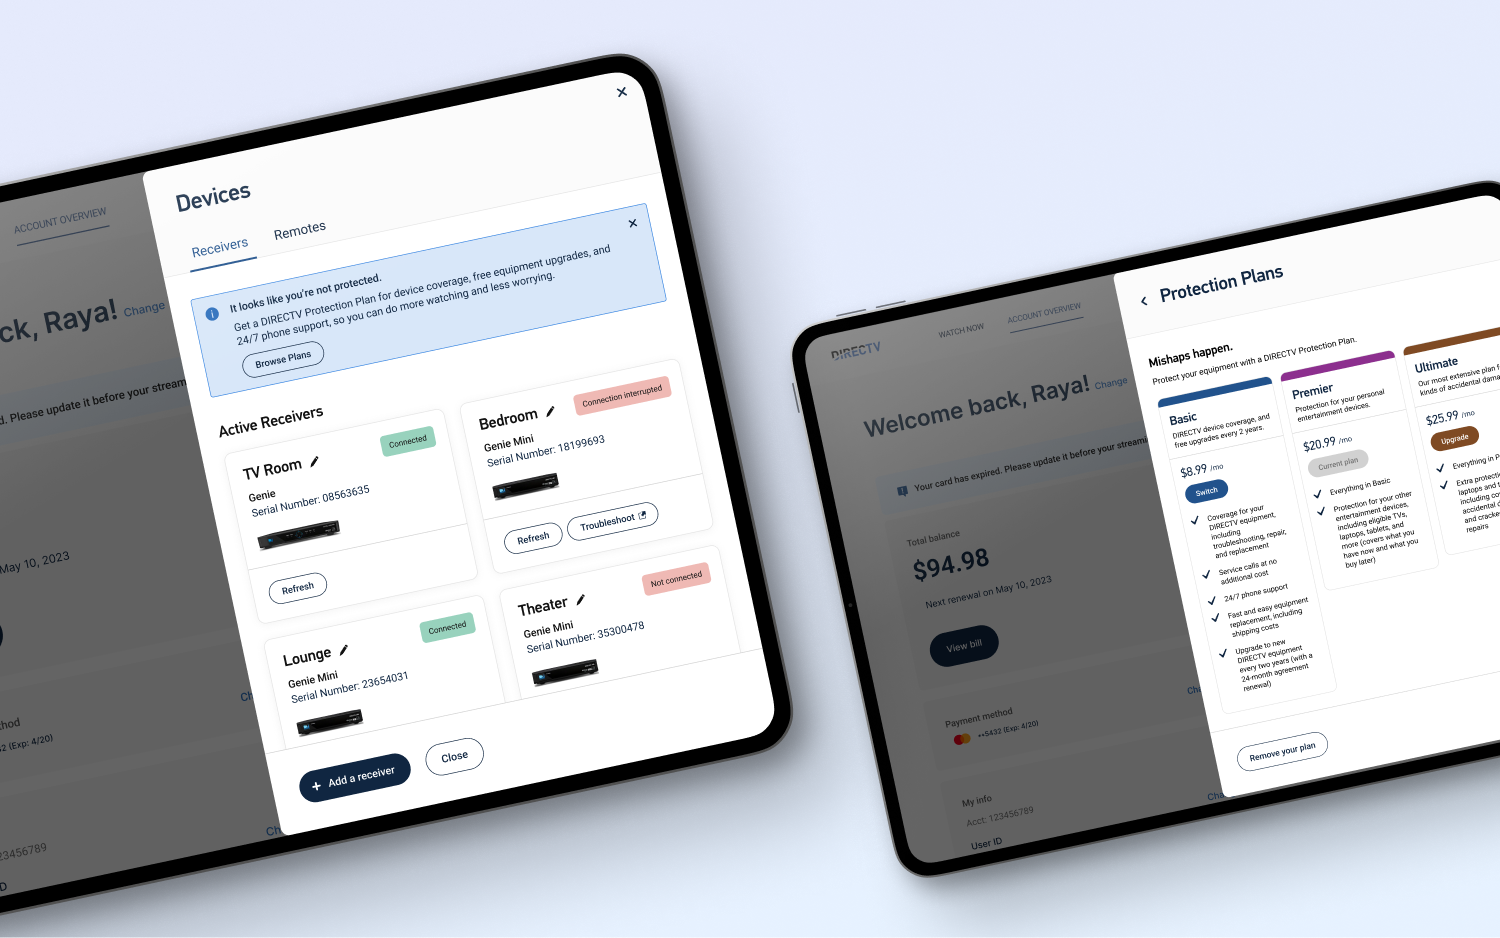 ACCOUNT OVERVIEW
ck, Raya! Change
d. Please update it before your stream
May 10, 2023
Ch
thod
32 (Exp: 4/20)
Ch
123456789
D
Devices
Receivers
Remotes
It looks like you're not protected.
Get a DIRECTV Protection Plan for device coverage, free equipment upgrades, and
24/7 phone support, so you can do more watching and less worrying.
Browse Plans
Active Receivers
TV Room
Connected
Genie
Serial Number: 08563635
Refresh
Bedroom
Connection interrupted
Genie Mini
Serial Number: 18199693
Refresh
Troubleshoot
Lounge
Connected
Genie Mini
Serial Number: 23654031
Theater
Not connected
Genie Mini
Serial Number: 35300478
+ Add a receiver
Close
DIRECTV
WATCH NOW
ACCOUNT OVERVIEW
Welcome back, Raya! Change
Your card has expired. Please update it before your streami
Total balance
$94.98
Next renewal on May 10, 2023
View bill
Cha
Payment method
**5432 (Exp: 4/20)
Cha
My info
Acct: 123456789
User ID
Protection Plans
Mishaps happen.
Protect your equipment with a DIRECTV Protection Plan.
Basic
DIRECTV device coverage, and
free upgrades every 2 years.
$8.99 /mo
Switch
Coverage for your
DIRECTV equipment,
including
troubleshooting, repair,
and replacement
Service calls at no
additional cost
24/7 phone support
Fast and easy equipment
replacement, including
shipping costs
Upgrade to new
DIRECTV equipment
every two years (with a
24-month agreement
renewal)
Premier
Protection for your personal
entertainment devices.
$20.99 /mo
Current plan
Everything in Basic
Protection for your other
entertainment devices,
including eligible TVs,
laptops, tablets, and
more (covers what you
have now and what you
buy later)
Ultimate
Our most extensive plan f
kinds of accidental dama
$25.99 /mo
Upgrade
Everything in P
Extra protecti
laptops and t
including co
accidental d
and cracke
repairs
Remove your plan